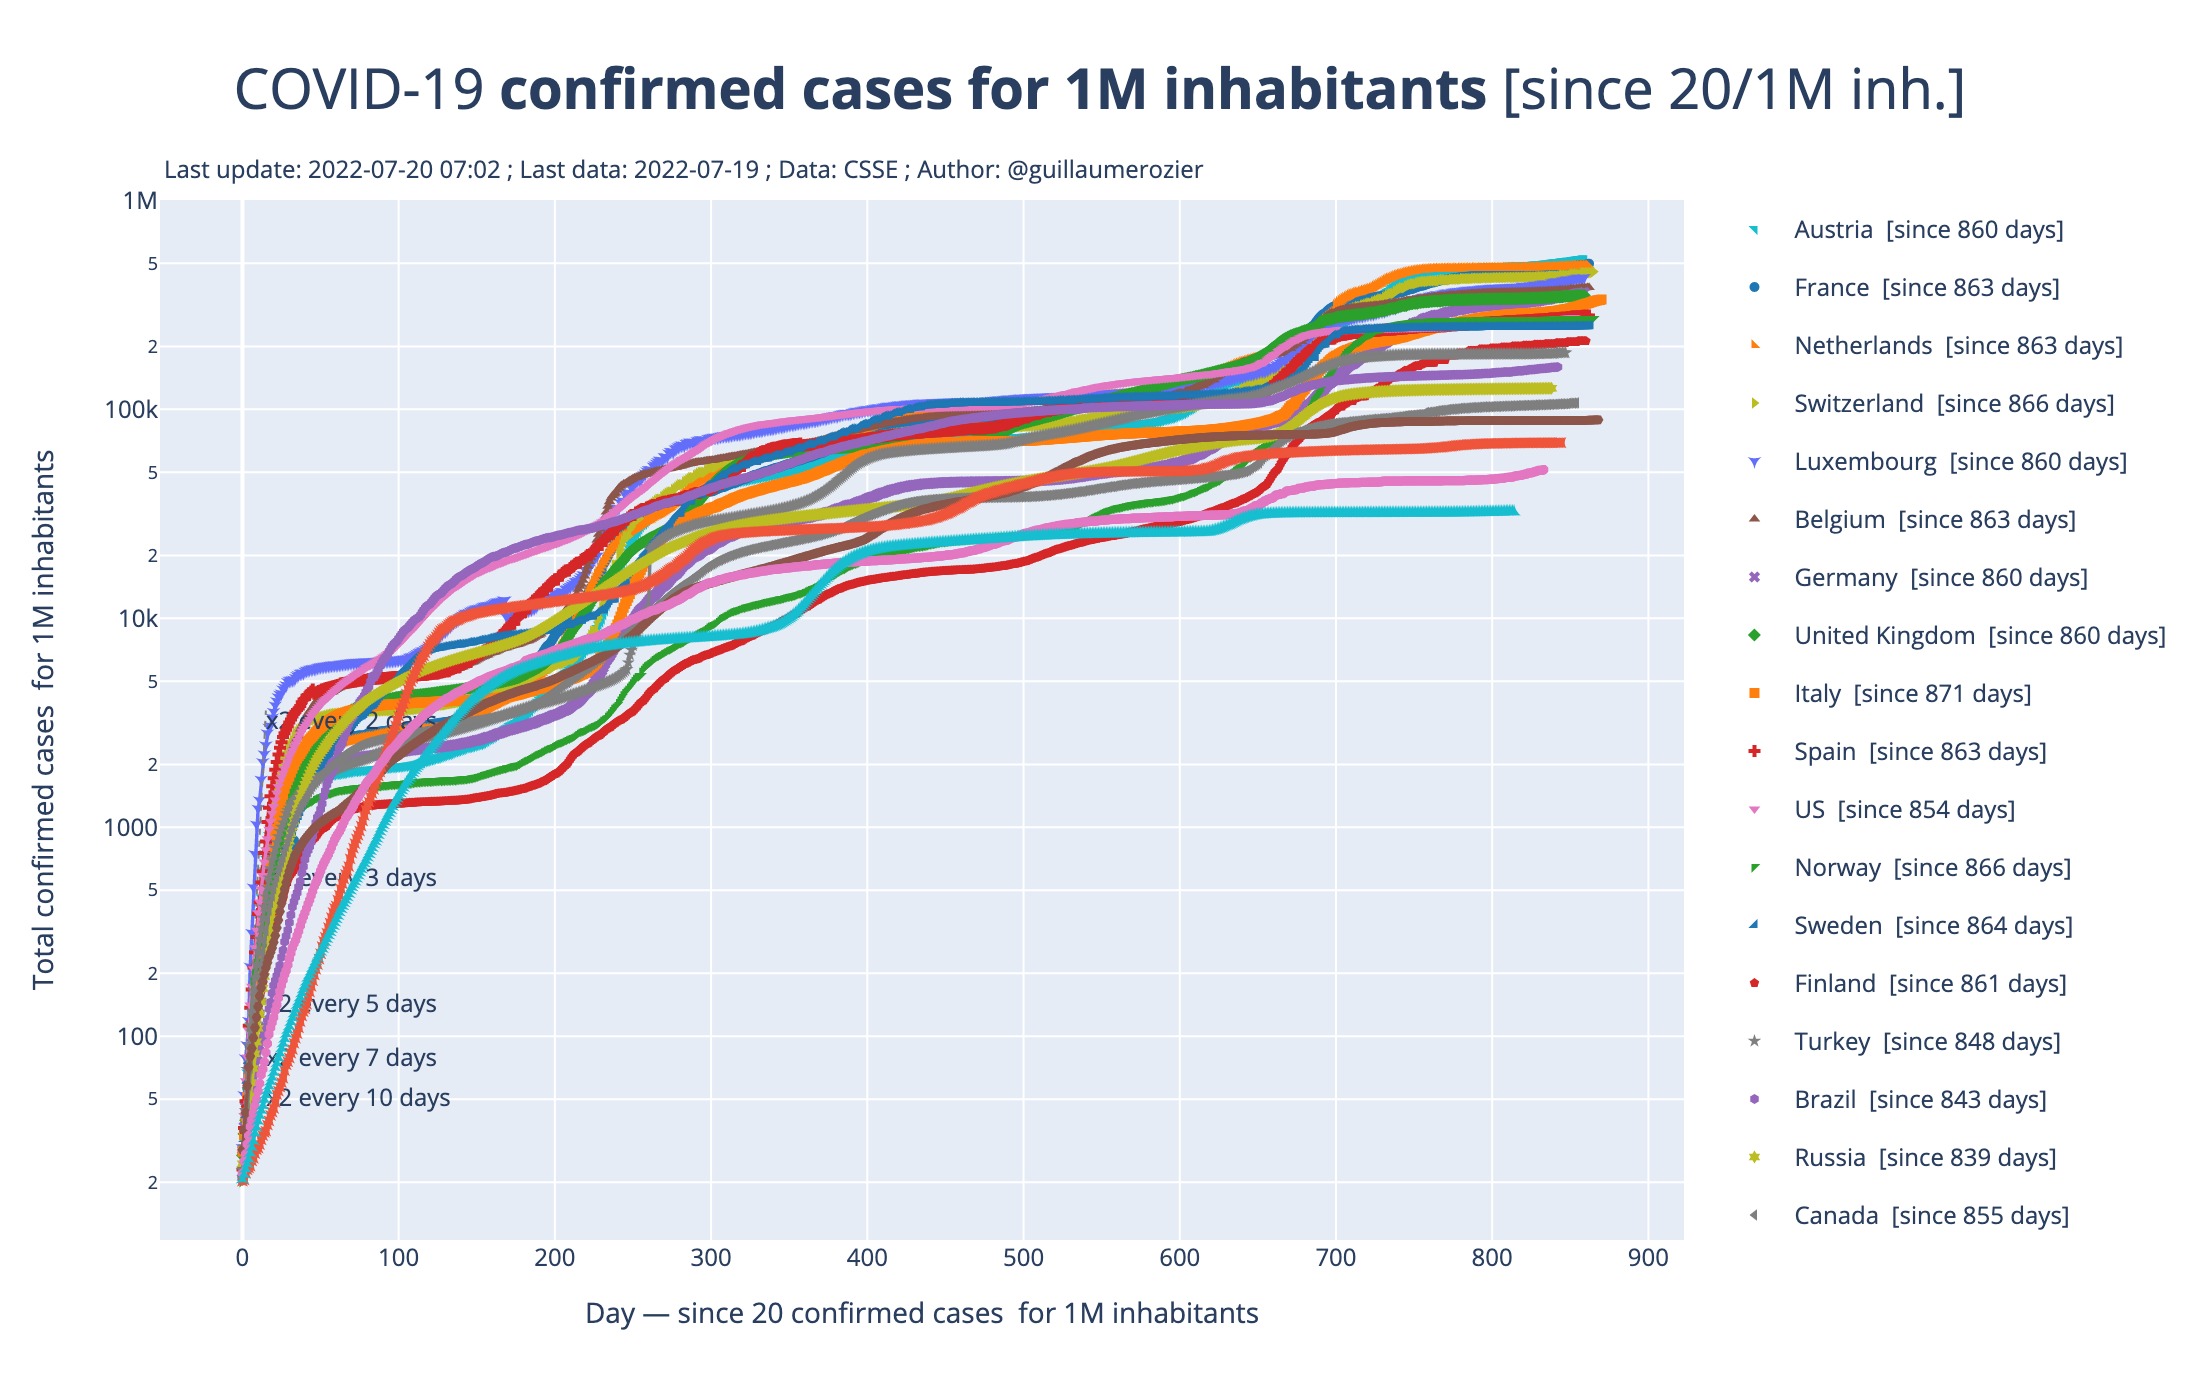 COVID-19 confirmed cases for 1M inhabitants [since 20/1M inh.]
Last update: 2022-07-20 07:02 ; Last data: 2022-07-19 ; Data: CSSE ; Author: @guillaumerozier
1M
5
2
100k
5
2
10k
5
2
1000
5
2
100
5
2
Total confirmed cases for 1M inhabitants
x2 every 2 days
every 3 days
2 every 5 days
x2 every 7 days
x2 every 10 days
0 100 200 300 400 500 600 700 800 900
Day — since 20 confirmed cases for 1M inhabitants
Austria [since 860 days]
France [since 863 days]
Netherlands [since 863 days]
Switzerland [since 866 days]
Luxembourg [since 860 days]
Belgium [since 863 days]
Germany [since 860 days]
United Kingdom [since 860 days]
Italy [since 871 days]
Spain [since 863 days]
US [since 854 days]
Norway [since 866 days]
Sweden [since 864 days]
Finland [since 861 days]
Turkey [since 848 days]
Brazil [since 843 days]
Russia [since 839 days]
Canada [since 855 days]